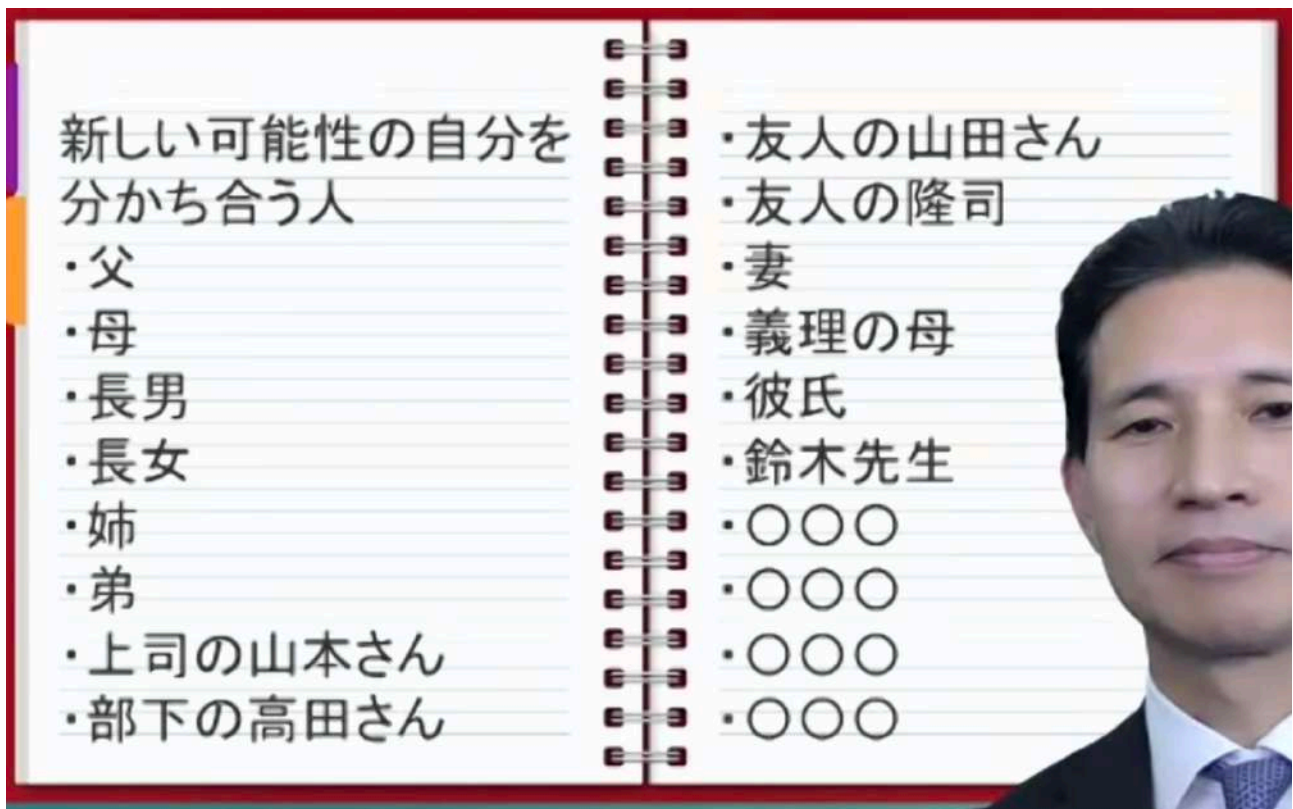 新しい可能性の自分を
分かち合う人
・父
・母
・長男
・長女
・姉
・弟
・上司の山本さん
・部下の高田さん
・友人の山田さん
・友人の隆司
・妻
・義理の母
・彼氏
・鈴木先生
・〇〇〇
・〇〇〇
・〇〇〇
・〇〇〇